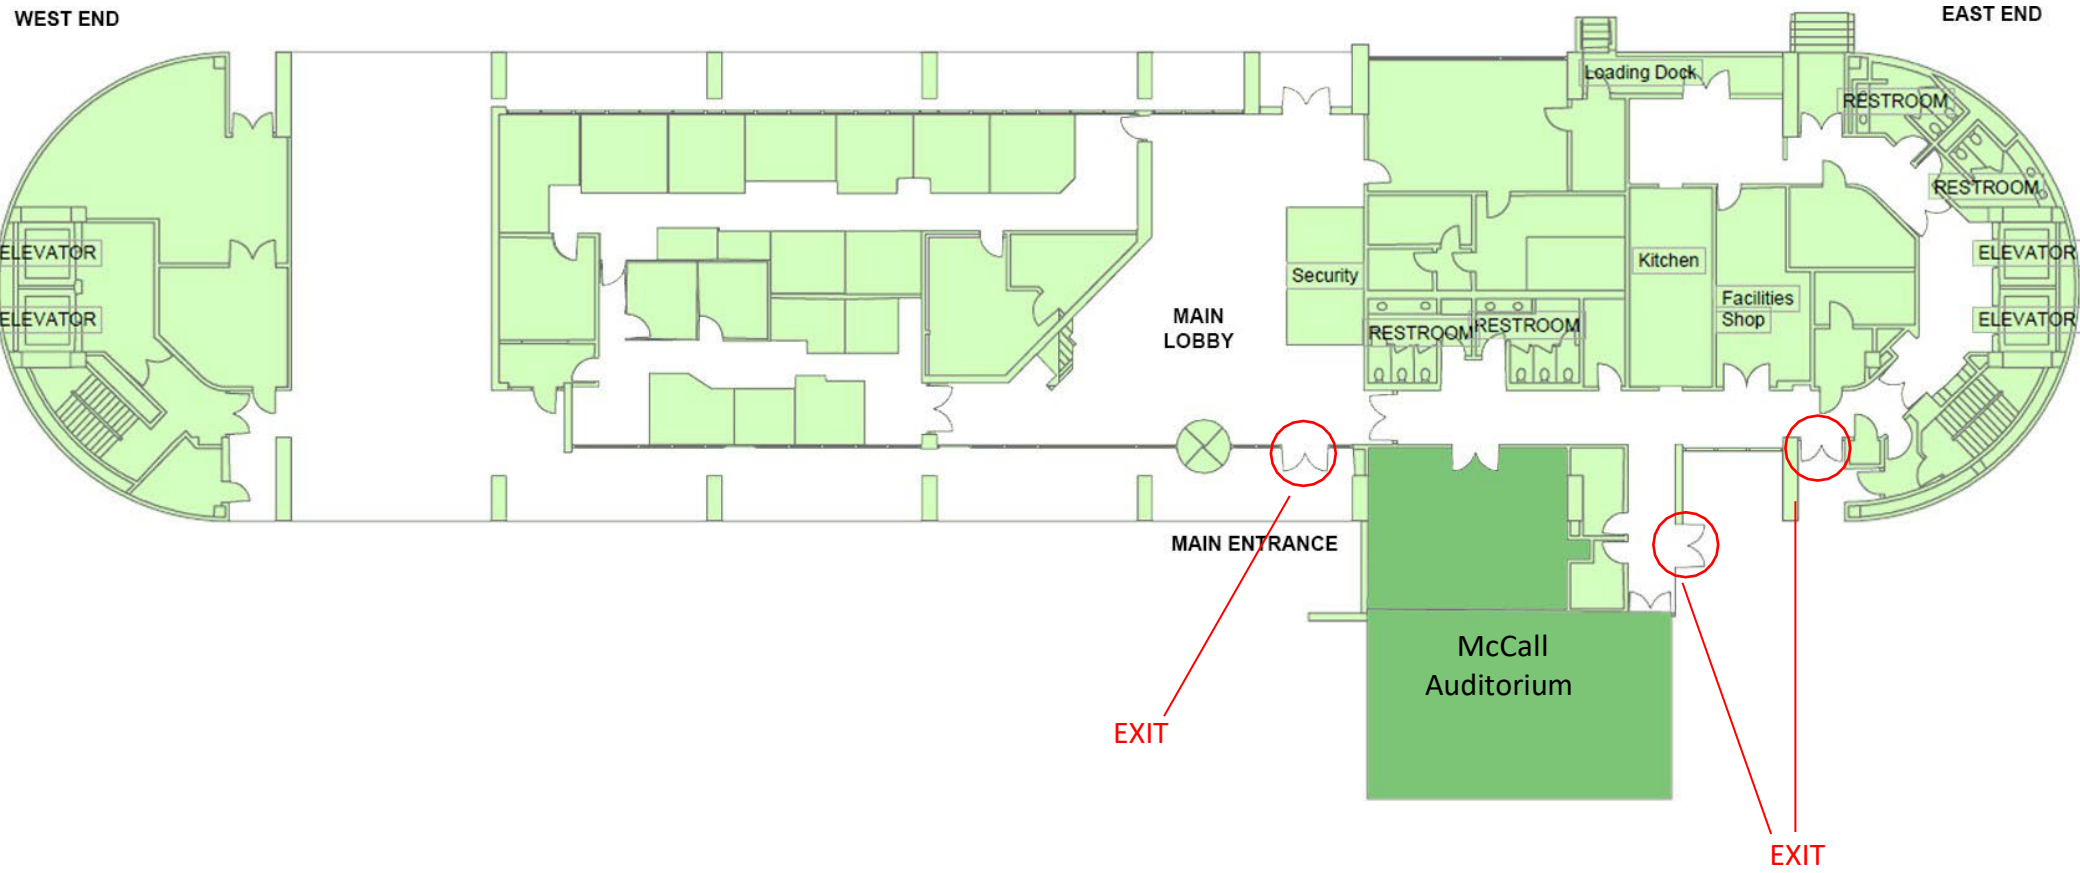 WEST END
EAST END
Loading Dock
RESTROOM
RESTROOM
ELEVATOR
ELEVATOR
Kitchen
Security
Facilities
Shop
MAIN
LOBBY
ELEVATOR
ELEVATOR
RESTROOM
RESTROOM
MAIN ENTRANCE
McCall
Auditorium
EXIT
EXIT